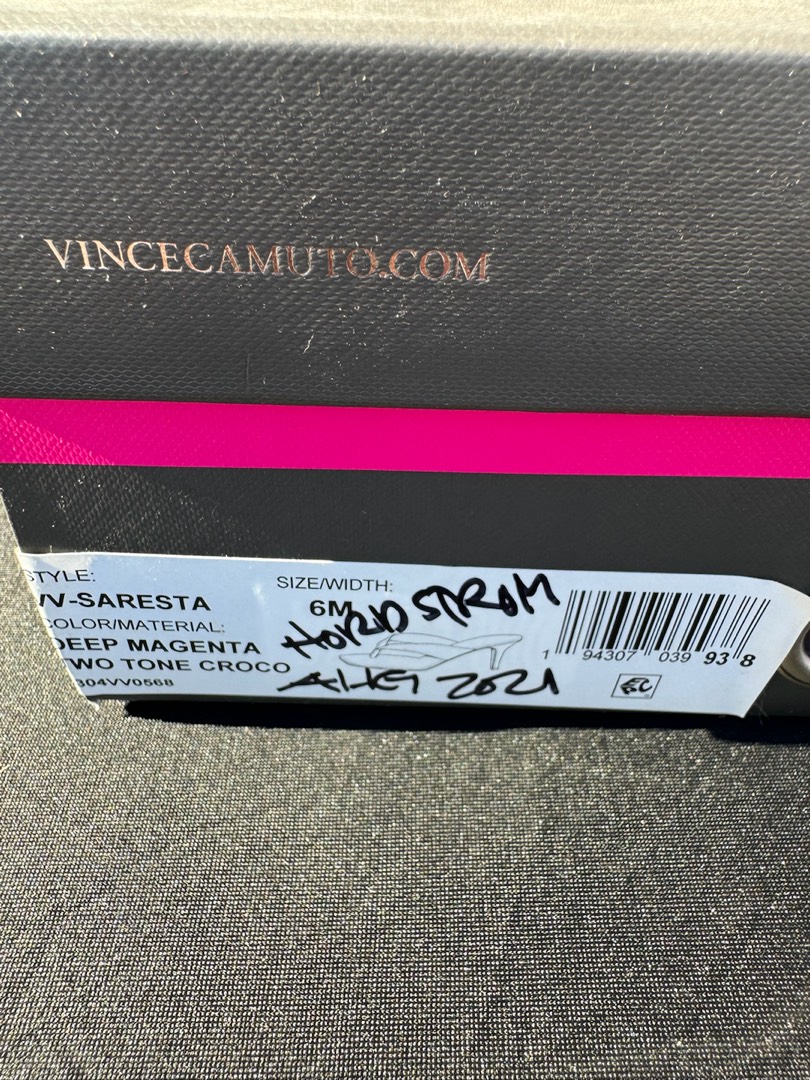 VINCECAMUTO.COM
STYLE:
VV-SARESTA
COLOR/MATERIAL:
DEEP MAGENTA
TWO TONE CROCO
304VV0568
SIZE/WIDTH:
6M
NORDSTROM
AUG 2021
1 94307 039 93 8